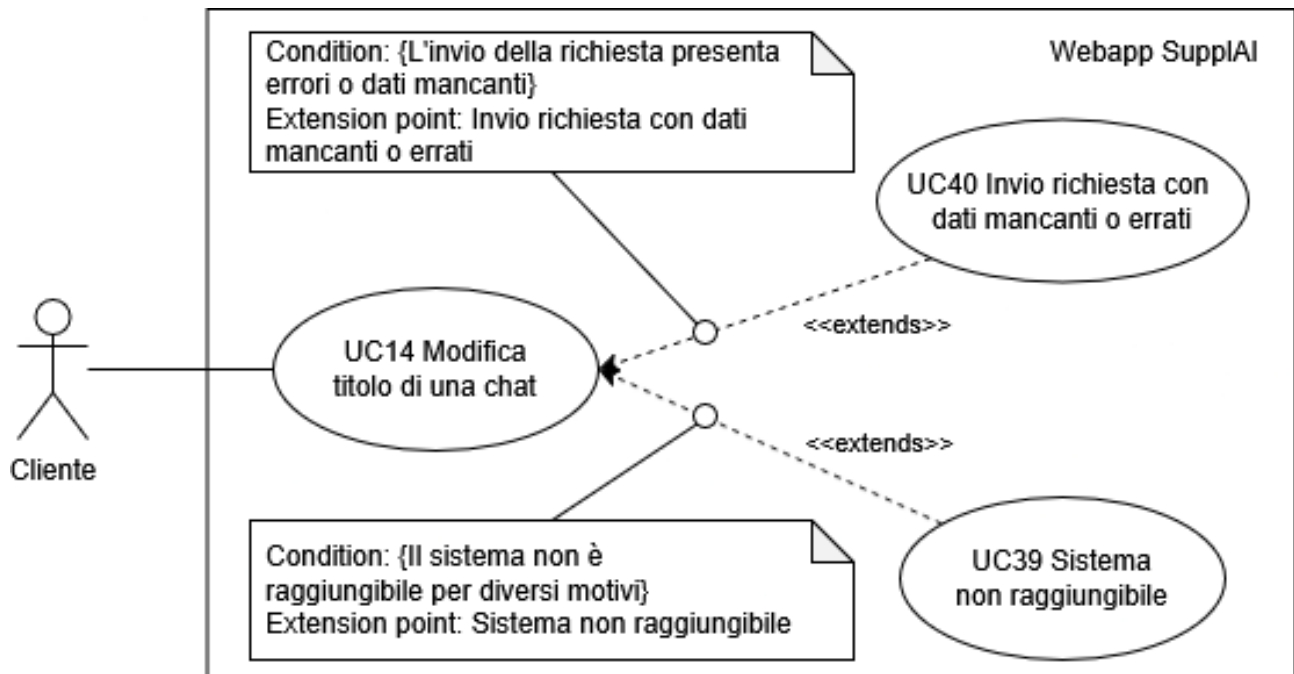 Condition: {L'invio della richiesta presenta
errori o dati mancanti}
Extension point: Invio richiesta con dati
mancanti o errati
Webapp SupplAI
UC40 Invio richiesta con
dati mancanti o errati
<<extends>>
UC14 Modifica
titolo di una chat
Cliente
<<extends>>
Condition: {Il sistema non è
raggiungibile per diversi motivi}
Extension point: Sistema non raggiungibile
UC39 Sistema
non raggiungibile